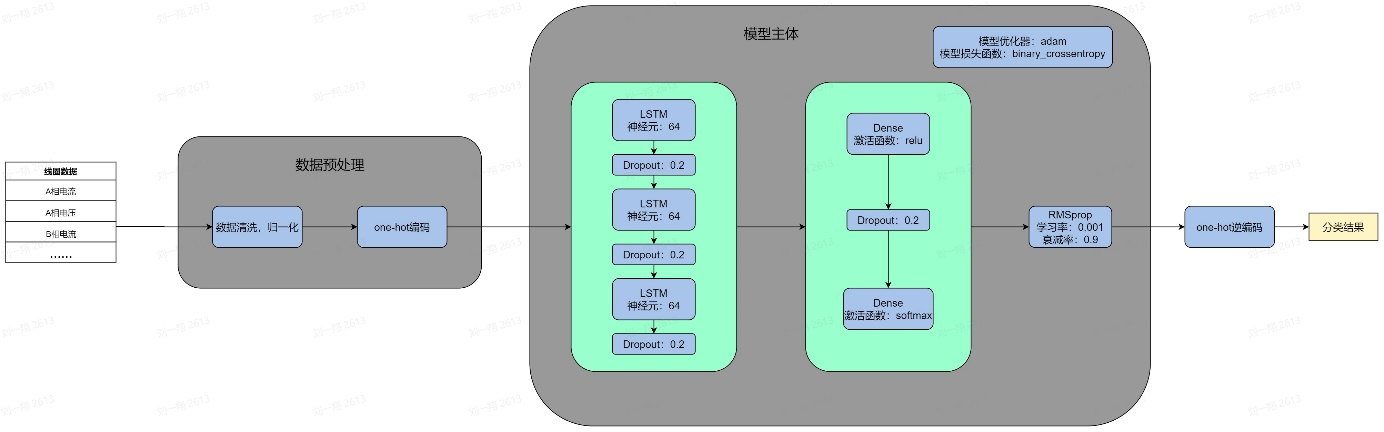 线圈数据
A相电流
A相电压
B相电流
……
数据预处理
数据清洗，归一化
one-hot编码
模型主体
模型优化器：adam
模型损失函数：binary_crossentropy
LSTM
神经元：64
Dropout：0.2
LSTM
神经元：64
Dropout：0.2
LSTM
神经元：64
Dropout：0.2
Dense
激活函数：relu
Dropout：0.2
Dense
激活函数：softmax
RMSprop
学习率：0.001
衰减率：0.9
one-hot逆编码
分类结果